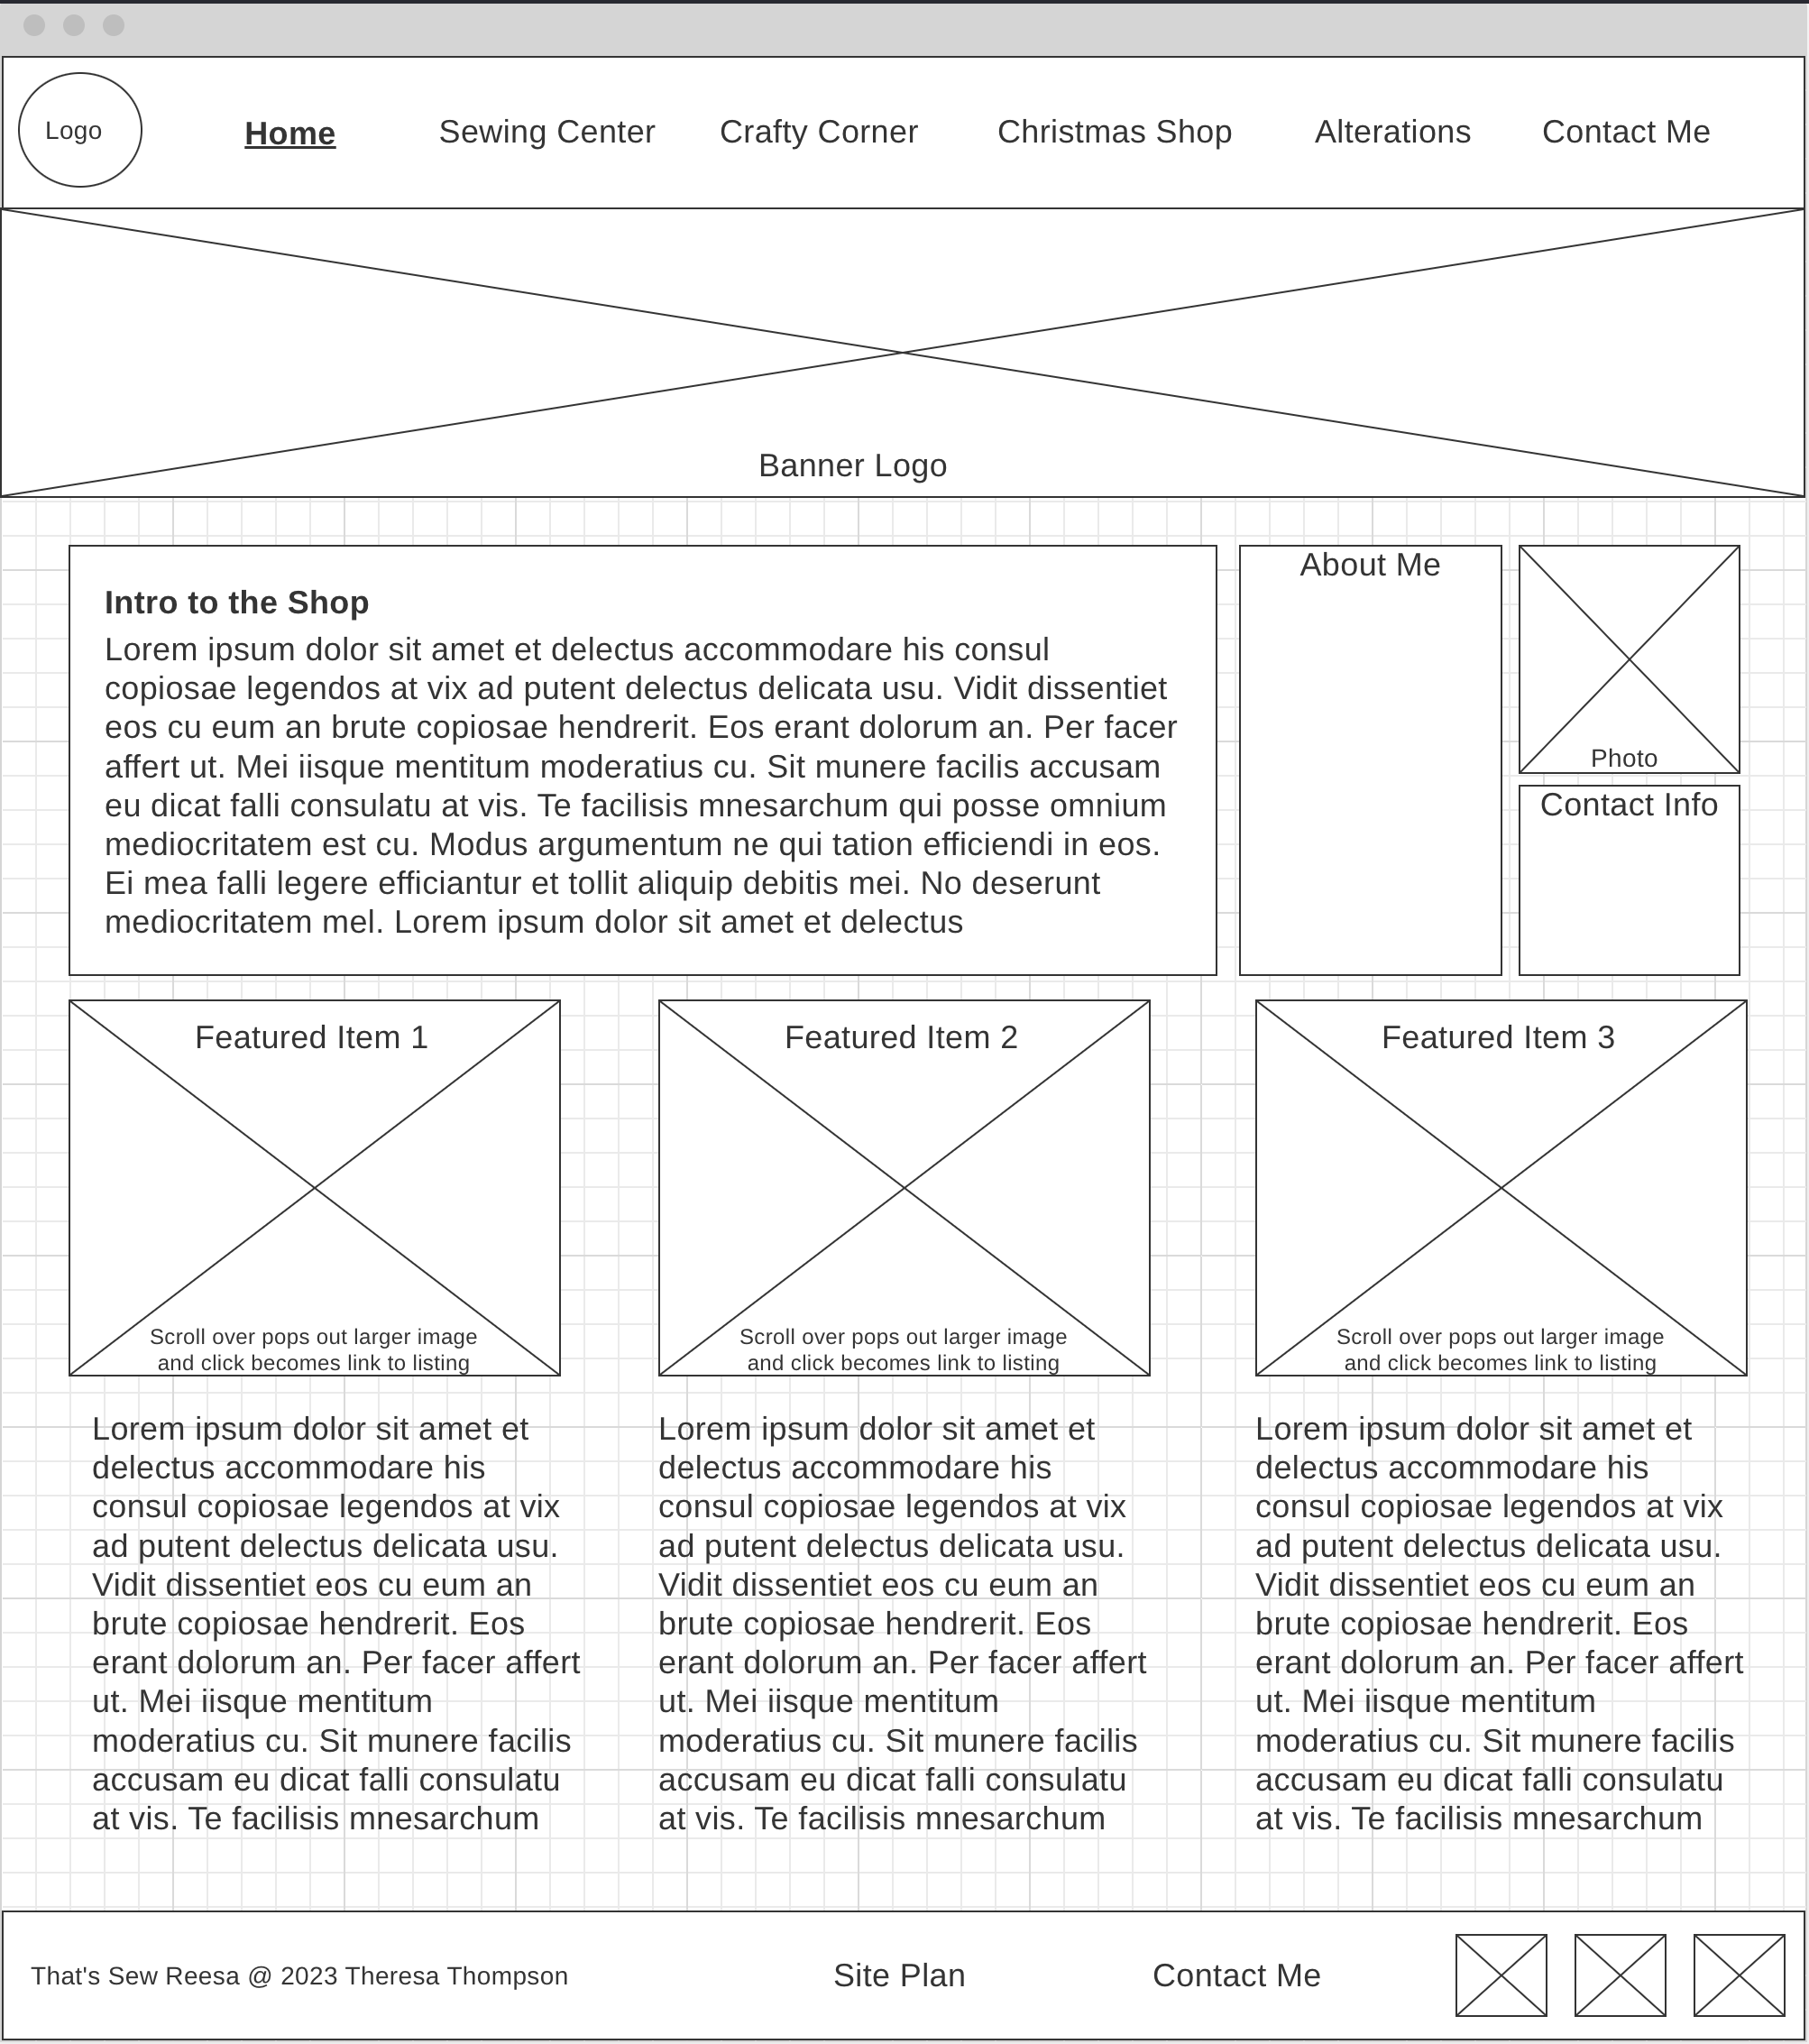 Logo
Home
Sewing Center
Crafty Corner
Christmas Shop
Alterations
Contact Me
Banner Logo
Intro to the Shop
Lorem ipsum dolor sit amet et delectus accommodare his consul
copiosae legendos at vix ad putent delectus delicata usu. Vidit dissentiet
eos cu eum an brute copiosae hendrerit. Eos erant dolorum an. Per facer
affert ut. Mei iisque mentitum moderatius cu. Sit munere facilis accusam
eu dicat falli consulatu at vis. Te facilisis mnesarchum qui posse omnium
mediocritatem est cu. Modus argumentum ne qui tation efficiendi in eos.
Ei mea falli legere efficiantur et tollit aliquip debitis mei. No deserunt
mediocritatem mel. Lorem ipsum dolor sit amet et delectus
About Me
Photo
Contact Info
Featured Item 1
Scroll over pops out larger image
and click becomes link to listing
Lorem ipsum dolor sit amet et
delectus accommodare his
consul copiosae legendos at vix
ad putent delectus delicata usu.
Vidit dissentiet eos cu eum an
brute copiosae hendrerit. Eos
erant dolorum an. Per facer affert
ut. Mei iisque mentitum
moderatius cu. Sit munere facilis
accusam eu dicat falli consulatu
at vis. Te facilisis mnesarchum
Featured Item 2
Scroll over pops out larger image
and click becomes link to listing
Lorem ipsum dolor sit amet et
delectus accommodare his
consul copiosae legendos at vix
ad putent delectus delicata usu.
Vidit dissentiet eos cu eum an
brute copiosae hendrerit. Eos
erant dolorum an. Per facer affert
ut. Mei iisque mentitum
moderatius cu. Sit munere facilis
accusam eu dicat falli consulatu
at vis. Te facilisis mnesarchum
Featured Item 3
Scroll over pops out larger image
and click becomes link to listing
Lorem ipsum dolor sit amet et
delectus accommodare his
consul copiosae legendos at vix
ad putent delectus delicata usu.
Vidit dissentiet eos cu eum an
brute copiosae hendrerit. Eos
erant dolorum an. Per facer affert
ut. Mei iisque mentitum
moderatius cu. Sit munere facilis
accusam eu dicat falli consulatu
at vis. Te facilisis mnesarchum
That's Sew Reesa @ 2023 Theresa Thompson
Site Plan
Contact Me